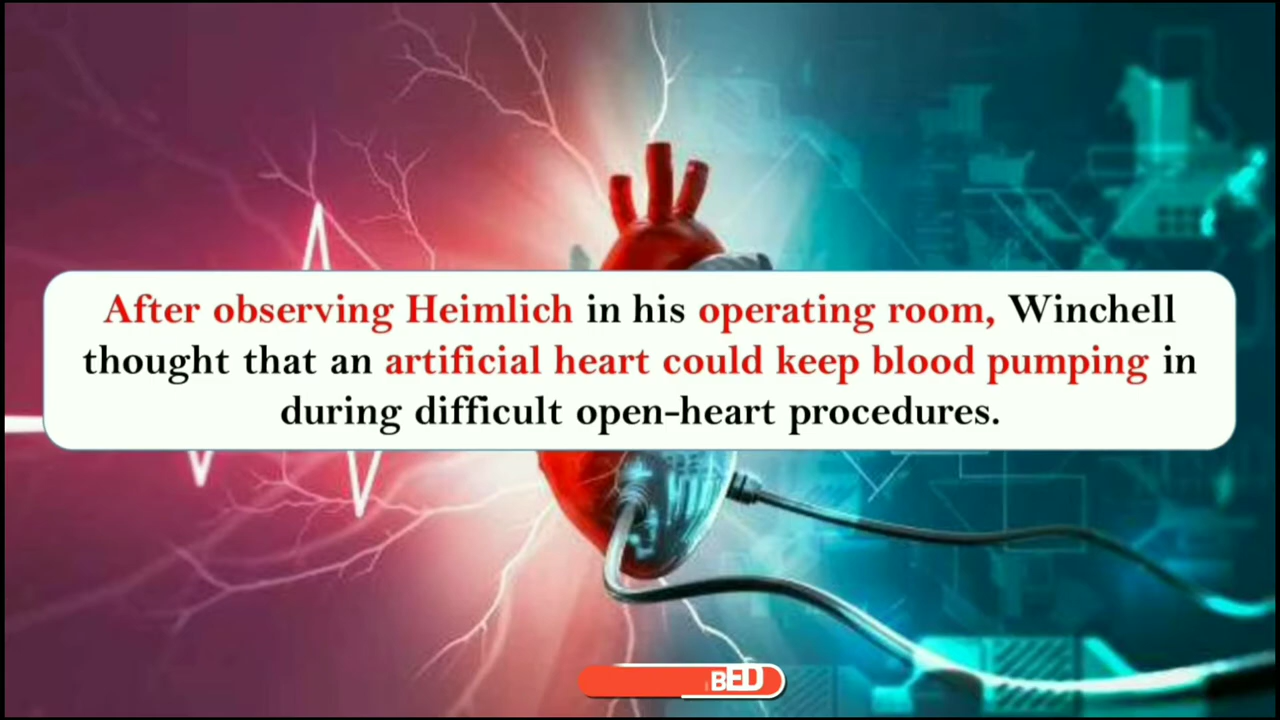 After observing Heimlich in his operating room, Winchell
thought that an artificial heart could keep blood pumping in
during difficult open-heart procedures.
BED